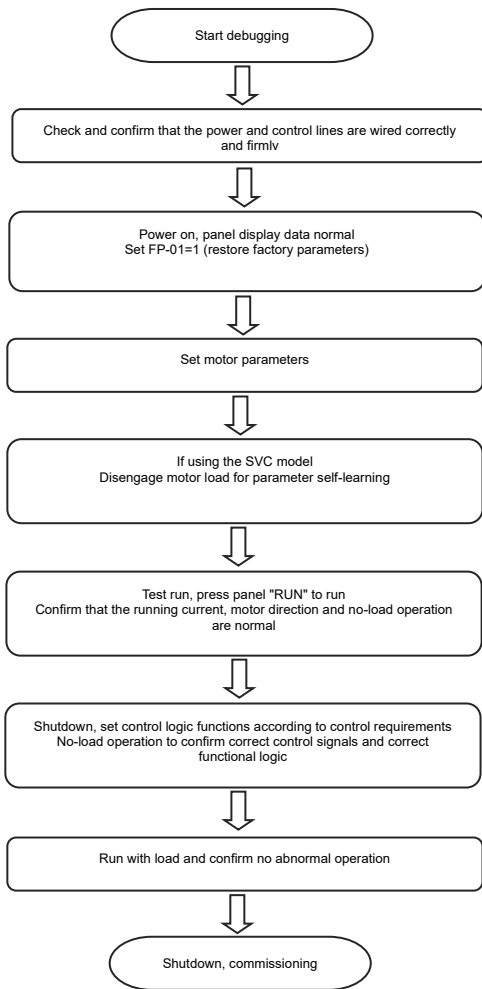 Start debugging
Check and confirm that the power and control lines are wired correctly
and firmlv
Power on, panel display data normal
Set FP-01=1 (restore factory parameters)
Set motor parameters
If using the SVC model
Disengage motor load for parameter self-learning
Test run, press panel "RUN" to run
Confirm that the running current, motor direction and no-load operation
are normal
Shutdown, set control logic functions according to control requirements
No-load operation to confirm correct control signals and correct
functional logic
Run with load and confirm no abnormal operation
Shutdown, commissioning